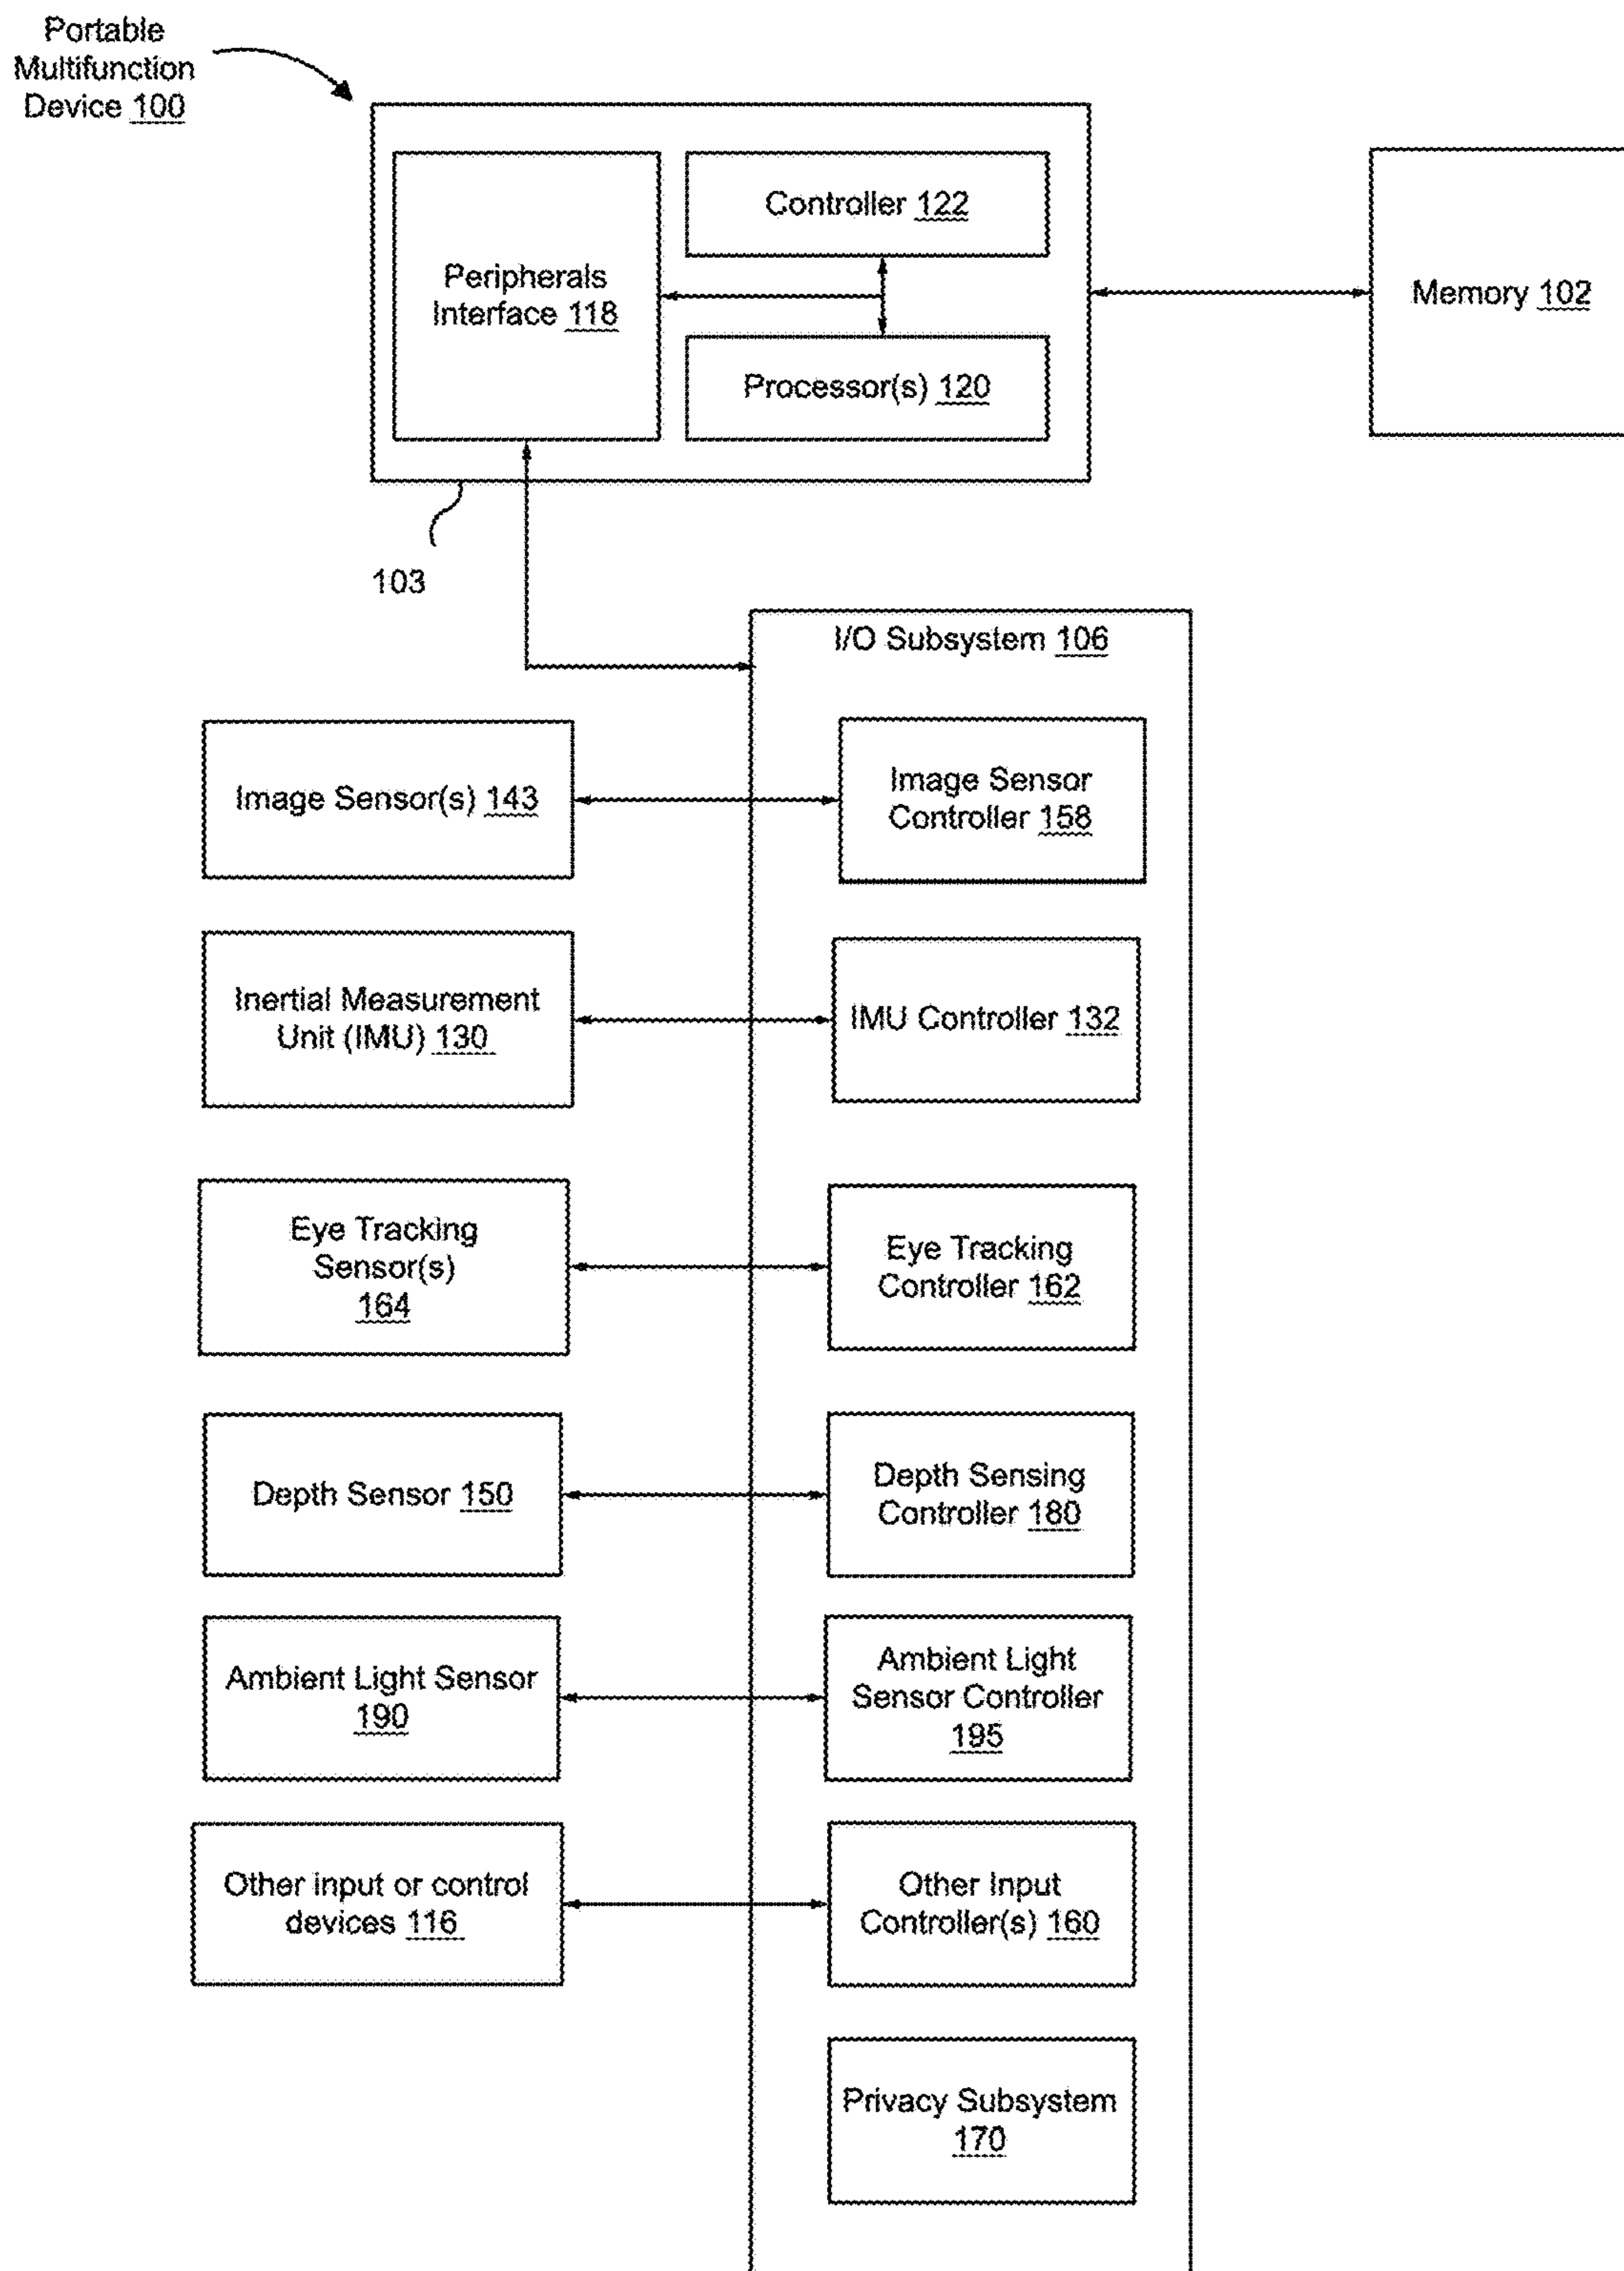 Portable
Multifunction
Device 100
Controller 122
Peripherals
Interface 118
Processor(s) 120
Memory 102
103
I/O Subsystem 106
Image Sensor(s) 143
Image Sensor
Controller 158
Inertial Measurement
Unit (IMU) 130
IMU Controller 132
Eye Tracking
Sensor(s)
164
Eye Tracking
Controller 162
Depth Sensor 150
Depth Sensing
Controller 180
Ambient Light Sensor
190
Ambient Light
Sensor Controller
195
Other input or control
devices 116
Other Input
Controller(s) 160
Privacy Subsystem
170